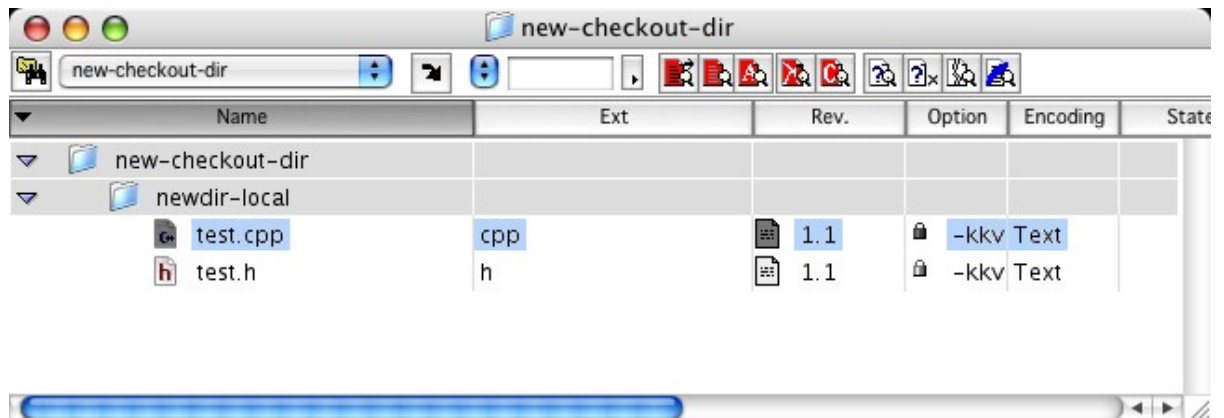 new-checkout-dir
new-checkout-dir
Name Ext Rev. Option Encoding State
new-checkout-dir
newdir-local
test.cpp cpp 1.1 -kkv Text
test.h h 1.1 -kkv Text